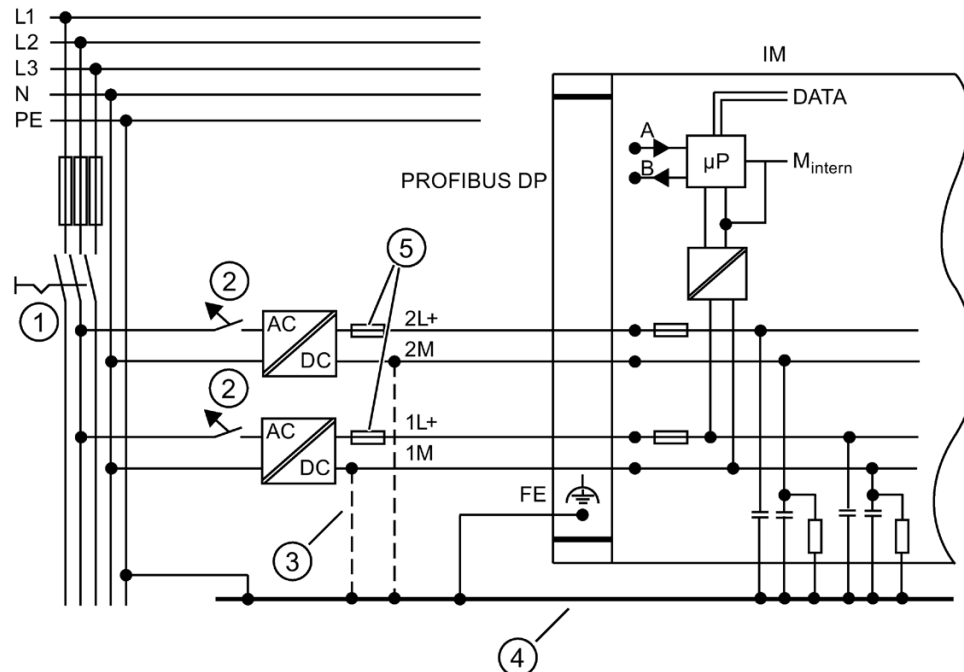 L1
L2
L3
N
PE
IM
DATA
A
B
µP
M intern
PROFIBUS DP
5
2
1
AC
DC
2L+
2M
2
AC
DC
1L+
1M
FE
3
4